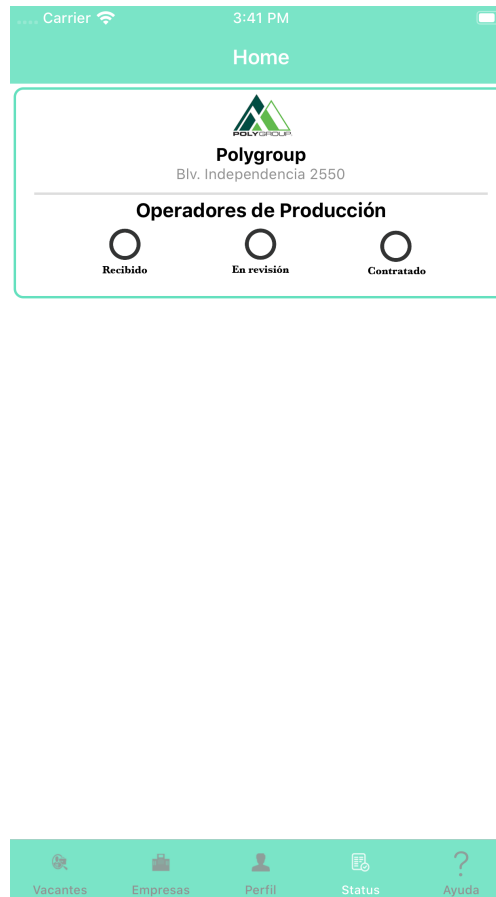 Carrier 3:41 PM
Home
POLYGROUP
Polygroup
Blv. Independencia 2550
Operadores de Producción
Recibido En revisión Contratado
Vacantes Empresas Perfil Status Ayuda